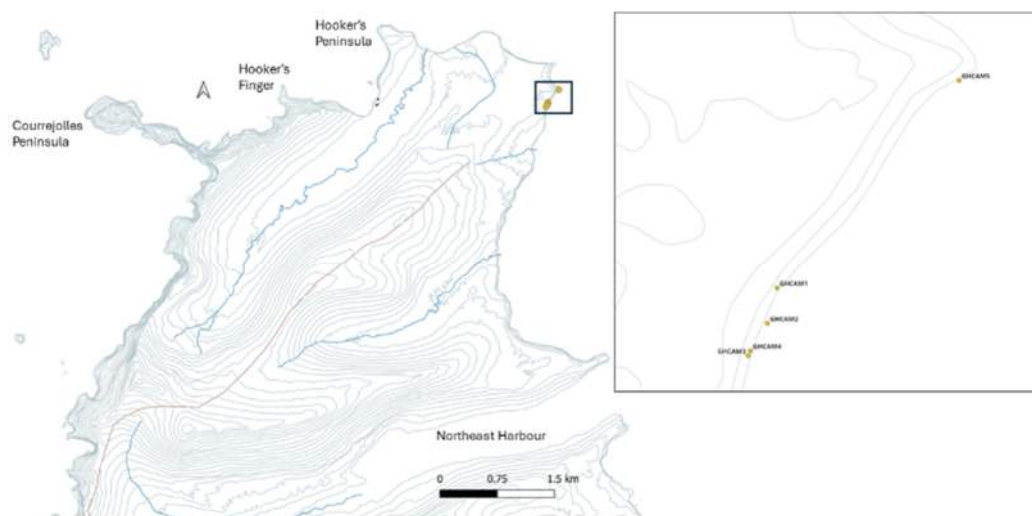 Hooker's
Peninsula
Hooker's
Finger
Courrejolles
Peninsula
Northeast Harbour
0 0.75 1.5 km
GHCAM5
GHCAM1
GHCAM2
GHCAM3 GHCAM4